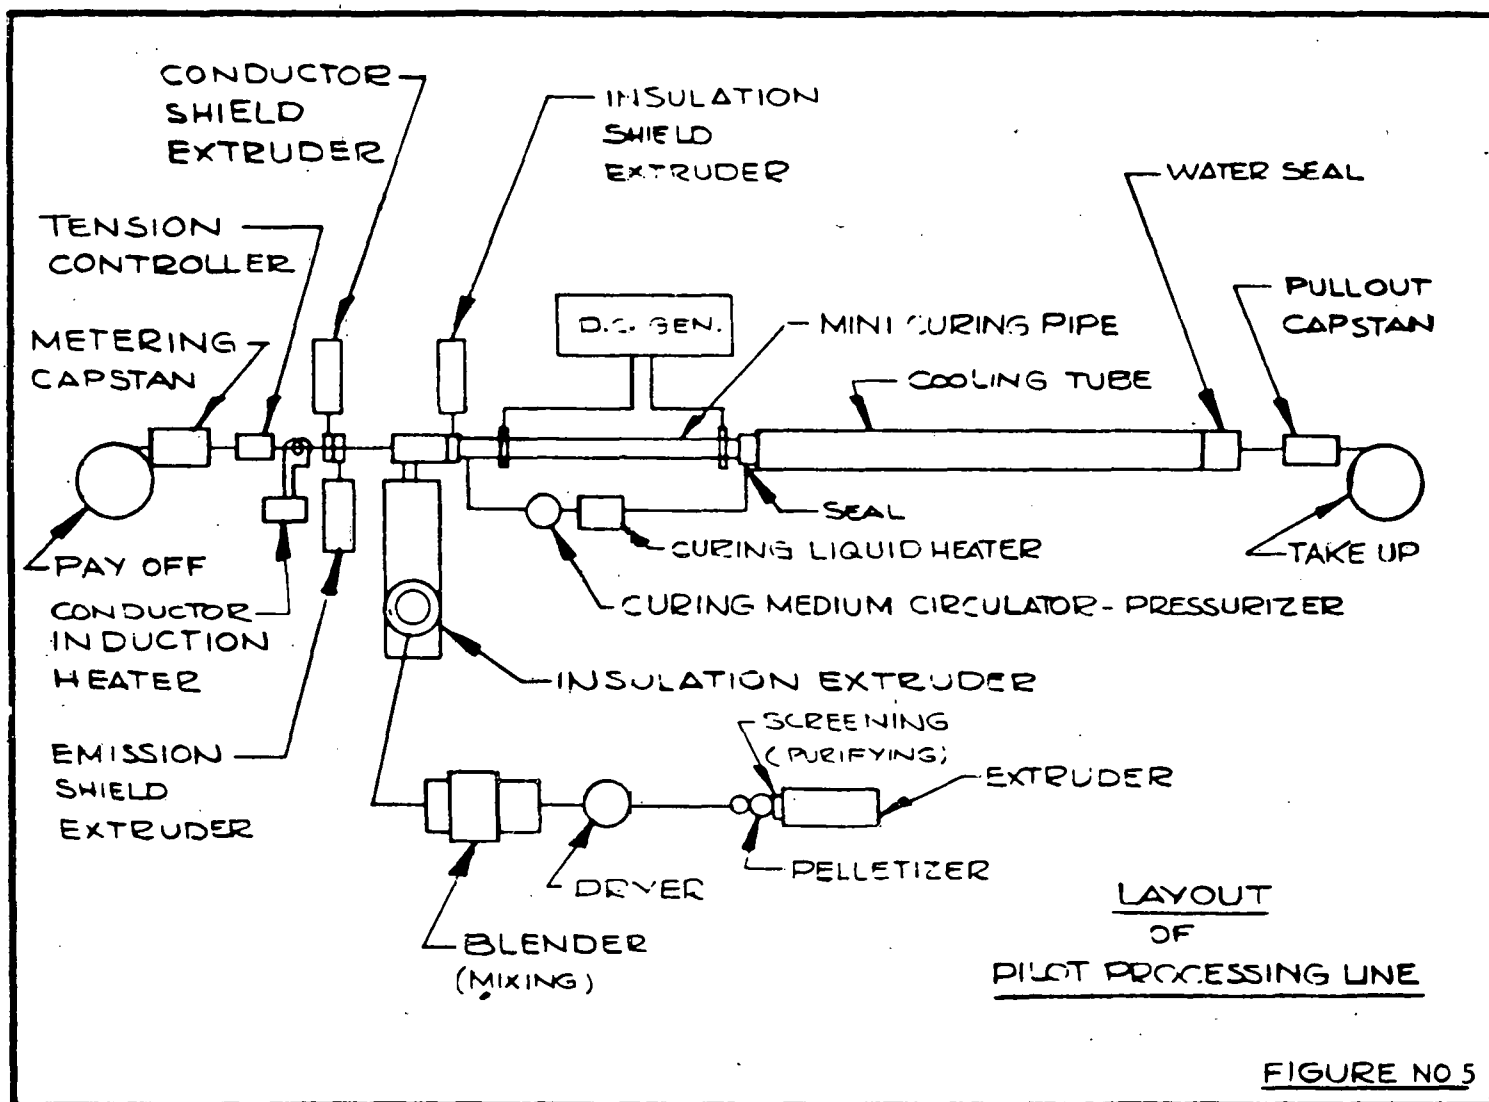 CONDUCTOR
SHIELD
EXTRUDER
INSULATION
SHIELD
EXTRUDER
WATER SEAL
TENSION
CONTROLLER
PULLOUT
CAPSTAN
METERING
CAPSTAN
D.C. GEN.
MINI CURING PIPE
COOLING TUBE
SEAL
CURING LIQUID HEATER
TAKE UP
PAY OFF
CURING MEDIUM CIRCULATOR-PRESSURIZER
CONDUCTOR
INDUCTION
HEATER
INSULATION EXTRUDER
EMISSION
SHIELD
EXTRUDER
SCREENING
(PURIFYING)
EXTRUDER
PELLETIZER
DRYER
BLENDER
(MIXING)
LAYOUT
OF
PILOT PROCESSING LINE
FIGURE NO 5